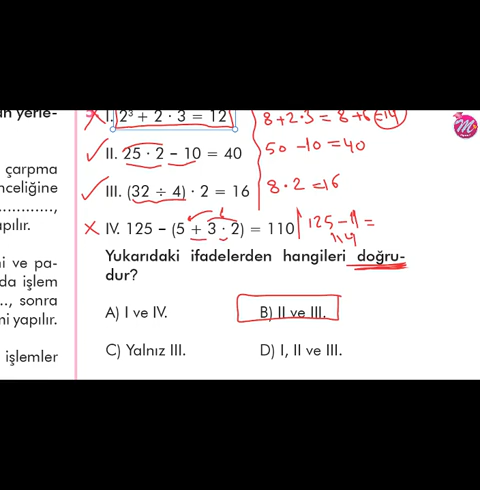 I. 2³ + 2 · 3 = 12
8+2·3 = 8+6=14
II. 25 · 2 – 10 = 40
50 -10 =40
III. (32 ÷ 4) · 2 = 16
8 · 2 =16
IV. 125 – (5 + 3 · 2) = 110
125 – 11 =
114
Yukarıdaki ifadelerden hangileri doğru-
dur?
A) I ve IV.
B) II ve III.
C) Yalnız III.
D) I, II ve III.
yerle-
çarpma
nceliğine
............,
apılır.
ni ve pa-
da işlem
.., sonra
mi yapılır.
işlemler
M